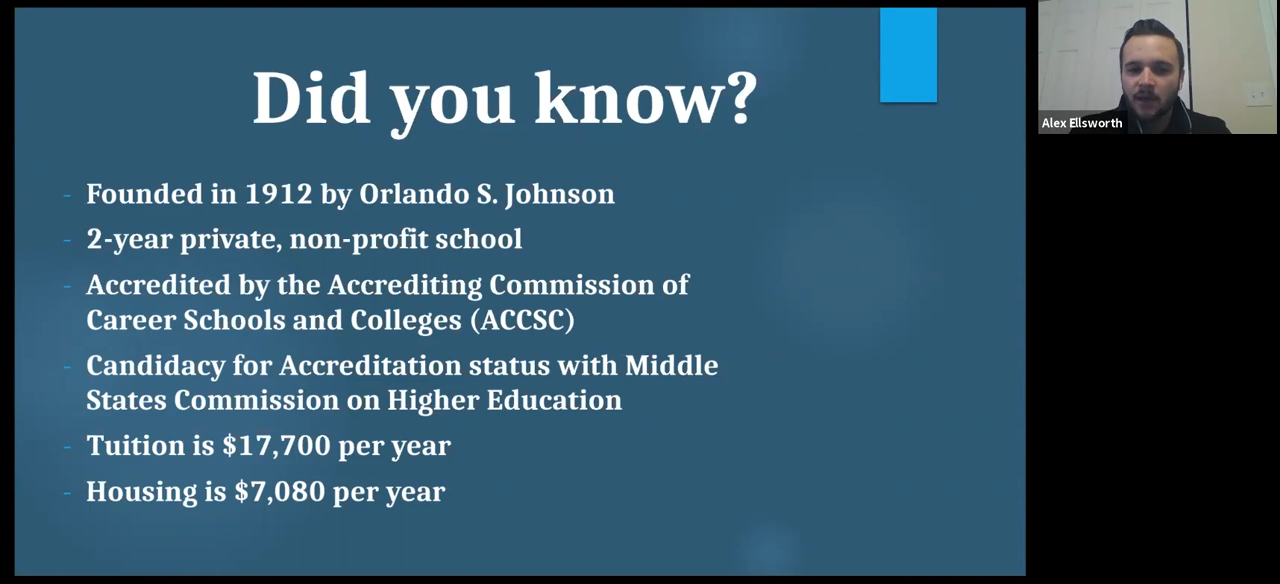 Did you know?
- Founded in 1912 by Orlando S. Johnson
- 2-year private, non-profit school
- Accredited by the Accrediting Commission of
Career Schools and Colleges (ACCSC)
- Candidacy for Accreditation status with Middle
States Commission on Higher Education
- Tuition is $17,700 per year
- Housing is $7,080 per year
Alex Ellsworth